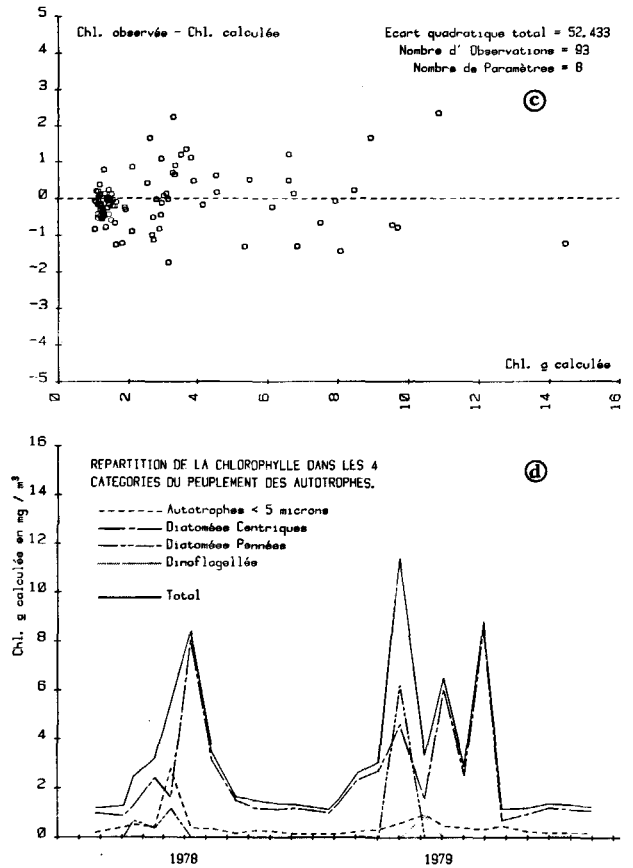 Chl. observée - Chl. calculée
Ecart quadratique total = 52.433
Nombre d' Observations = 93
Nombre de Paramètres = 8
c
5
4
3
2
1
0
-1
-2
-3
-4
-5
Chl. g calculée
0 2 4 6 8 10 12 14 16
d
16
14
12
10
8
6
4
2
0
Chl. g calculée en mg / m³
REPARTITION DE LA CHLOROPHYLLE DANS LES 4
CATEGORIES DU PEUPLEMENT DES AUTOTROPHES.
Autotrophes < 5 microns
Diatomées Centriques
Diatomées Pennées
Dinoflagellés
Total
1978 1979